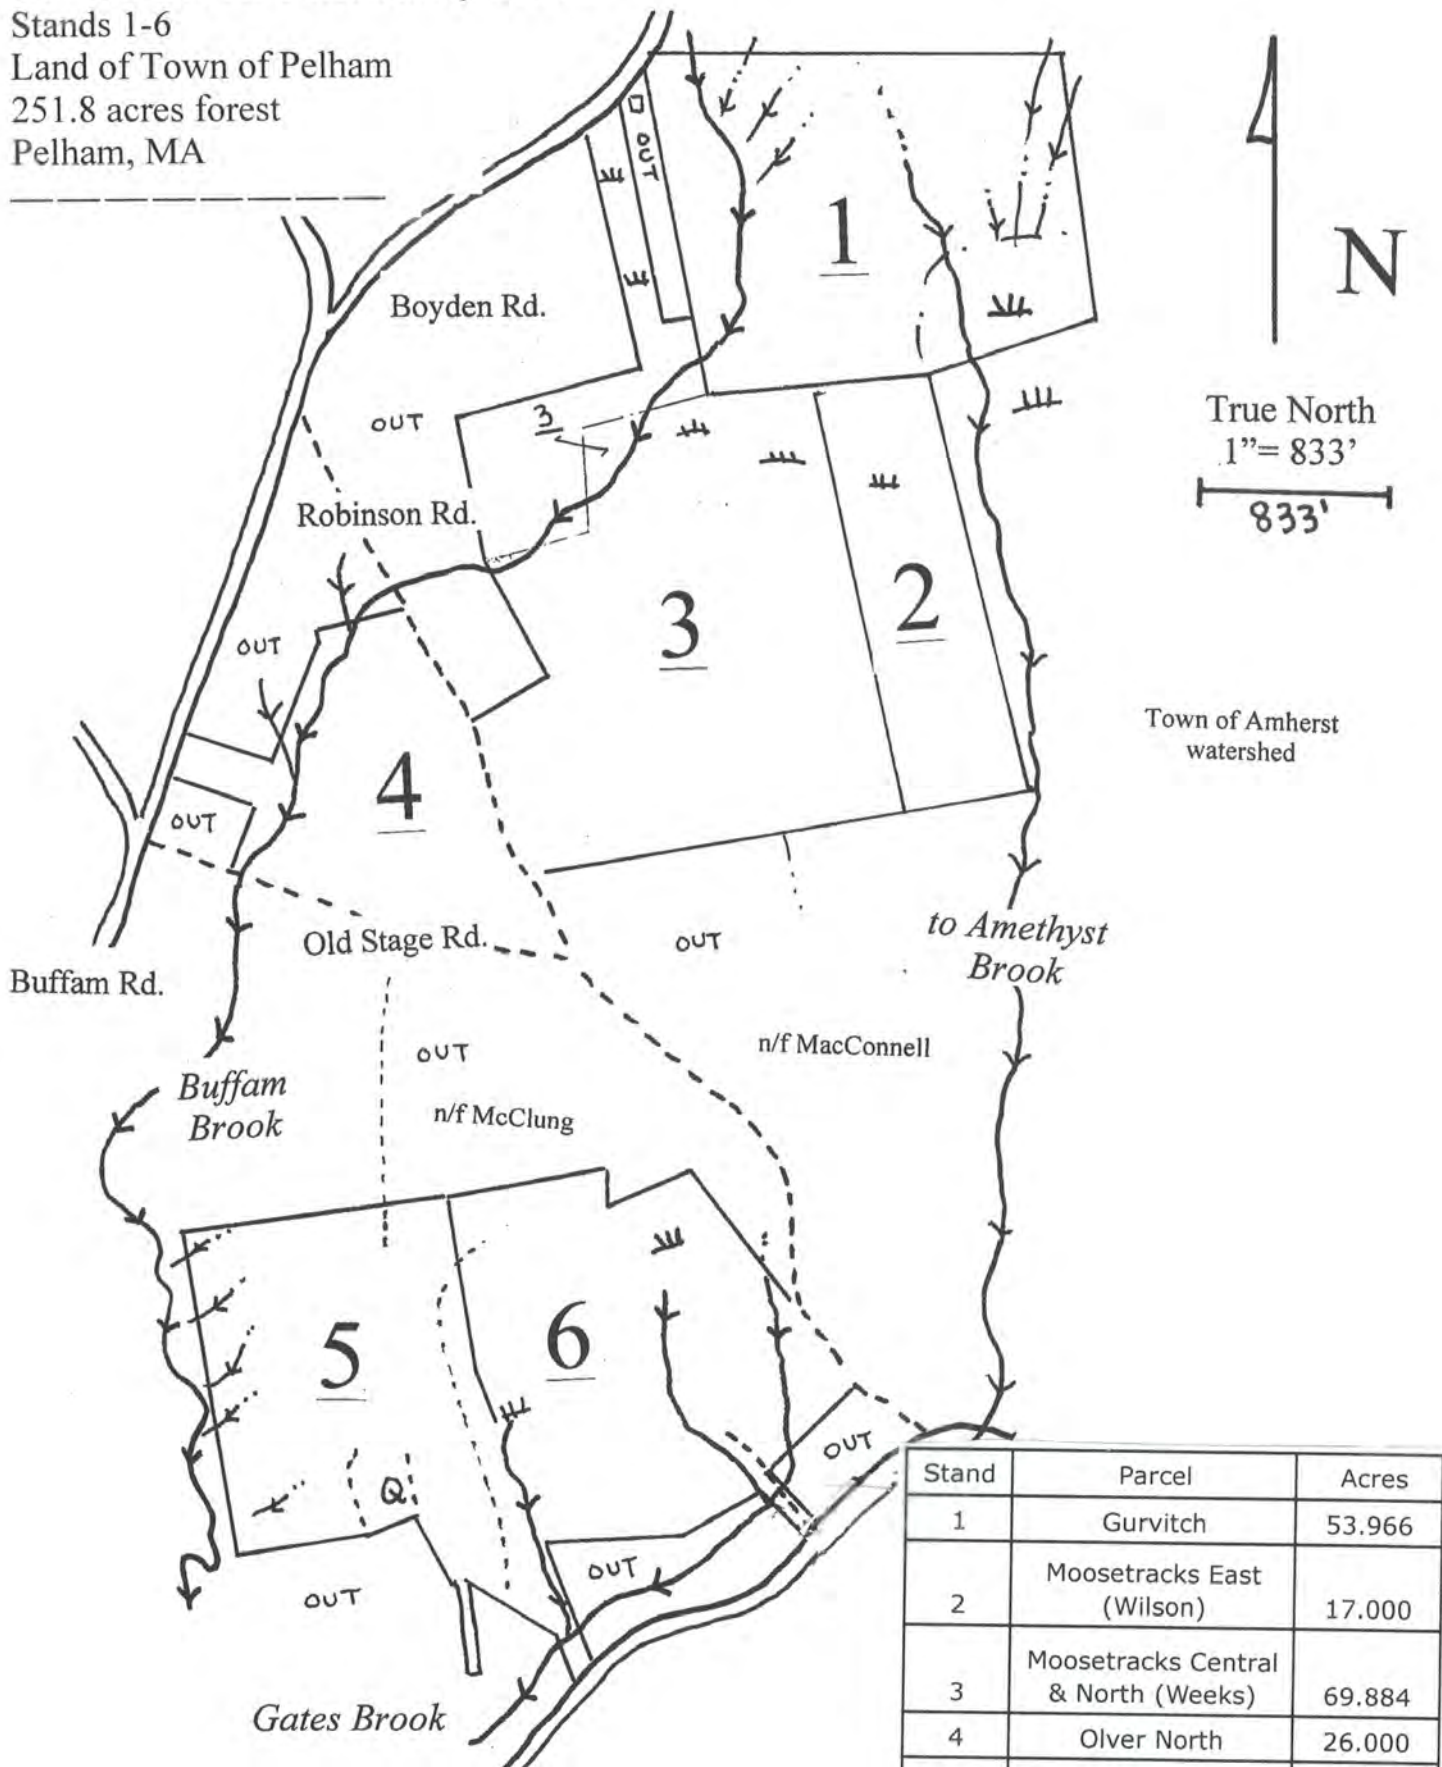 Stands 1-6
Land of Town of Pelham
251.8 acres forest
Pelham, MA
N
True North
1”= 833’
833'
OUT
1
Boyden Rd.
OUT
3
Robinson Rd.
3
2
OUT
Town of Amherst
watershed
4
OUT
Old Stage Rd.
OUT
to Amethyst
Brook
Buffam Rd.
OUT
n/f MacConnell
Buffam
Brook
n/f McClung
5
6
Q
OUT
OUT
OUT
Gates Brook
Stand Parcel Acres
1 Gurvitch 53.966
2 Moosetracks East
(Wilson) 17.000
3 Moosetracks Central
& North (Weeks) 69.884
4 Olver North 26.000